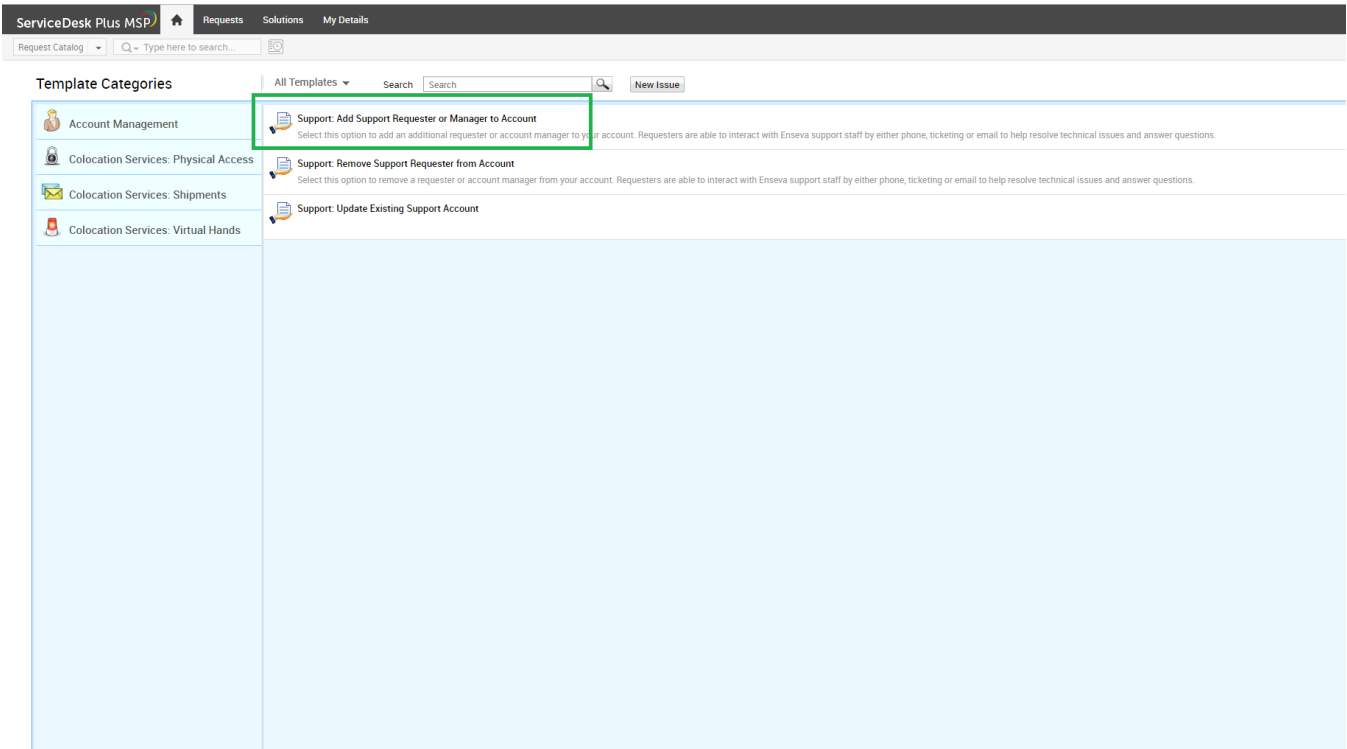 ServiceDesk Plus MSP Requests Solutions My Details
Request Catalog Type here to search...
Template Categories All Templates Search Search New Issue
Account Management
Colocation Services: Physical Access
Colocation Services: Shipments
Colocation Services: Virtual Hands
Support: Add Support Requester or Manager to Account
Select this option to add an additional requester or account manager to your account. Requesters are able to interact with Enseva support staff by either phone, ticketing or email to help resolve technical issues and answer questions.
Support: Remove Support Requester from Account
Select this option to remove a requester or account manager from your account. Requesters are able to interact with Enseva support staff by either phone, ticketing or email to help resolve technical issues and answer questions.
Support: Update Existing Support Account